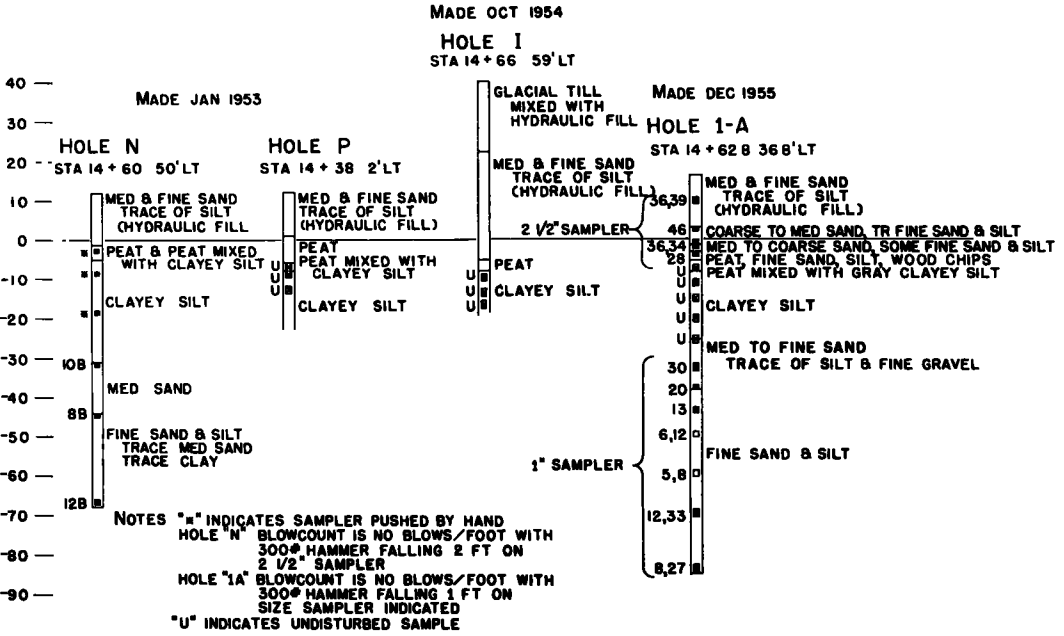 MADE OCT 1954
HOLE I
STA 14 + 66 59' LT
40
30
20
10
0
-10
-20
-30
-40
-50
-60
-70
-80
-90
MADE JAN 1953
HOLE N
STA 14 + 60 50' LT
MED & FINE SAND
TRACE OF SILT
(HYDRAULIC FILL
* PEAT & PEAT MIXED
WITH CLAYEY SILT
*
* CLAYEY SILT
10B
MED SAND
8B
FINE SAND & SILT
TRACE MED SAND
TRACE CLAY
12B
HOLE P
STA 14 + 38 2' LT
MED & FINE SAND
TRACE OF SILT
(HYDRAULIC FILL)
PEAT
U PEAT MIXED WITH
U CLAYEY SILT
U
CLAYEY SILT
GLACIAL TILL
MIXED WITH
HYDRAULIC FILL
MED & FINE SAND
TRACE OF SILT
(HYDRAULIC FILL)
PEAT
U
U CLAYEY SILT
U
MADE DEC 1955
HOLE 1-A
STA 14 + 62 8 36 8' LT
MED & FINE SAND
36,39 TRACE OF SILT
(HYDRAULIC FILL)
2 1/2" SAMPLER
46 COARSE TO MED SAND, TR FINE SAND & SILT
36,34 MED TO COARSE SAND, SOME FINE SAND & SILT
28 PEAT, FINE SAND, SILT, WOOD CHIPS
U PEAT MIXED WITH GRAY CLAYEY SILT
U
CLAYEY SILT
U
U MED TO FINE SAND
30 TRACE OF SILT & FINE GRAVEL
20
13
6,12
FINE SAND & SILT
1" SAMPLER
5,8
12,33
8,27
NOTES "*" INDICATES SAMPLER PUSHED BY HAND
HOLE "N" BLOWCOUNT IS NO BLOWS/FOOT WITH
300# HAMMER FALLING 2 FT ON
2 1/2" SAMPLER
HOLE "1A" BLOWCOUNT IS NO BLOWS/FOOT WITH
300# HAMMER FALLING 1 FT ON
SIZE SAMPLER INDICATED
"U" INDICATES UNDISTURBED SAMPLE